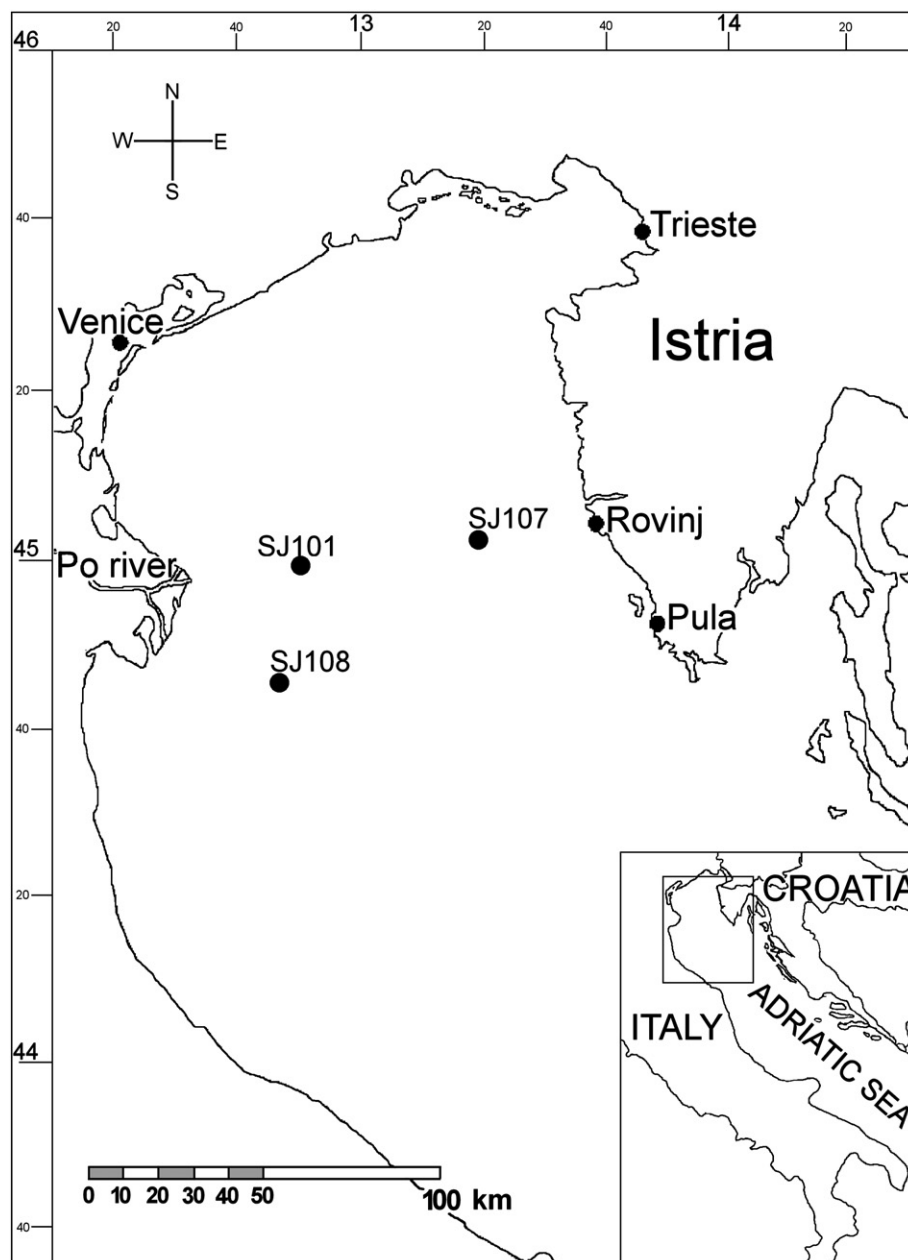 20 40 13 20 40 14 20
46
N
W E
S
40
Trieste
Venice
Istria
20
SJ107
Rovinj
SJ101
45
Po river
Pula
SJ108
40
20
CROATIA
ADRIATIC SEA
ITALY
44
0 10 20 30 40 50 100 km
40